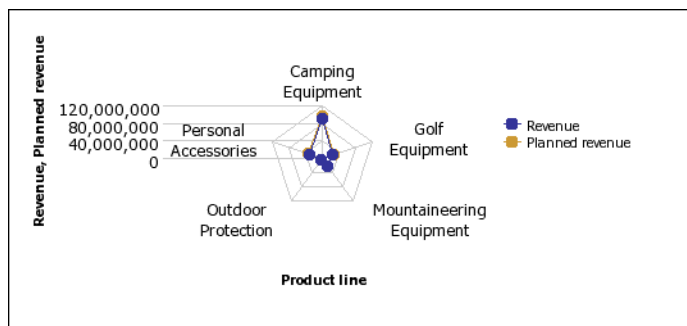 Revenue, Planned revenue
120,000,000
80,000,000
40,000,000
0
Camping
Equipment
Golf
Equipment
Mountaineering
Equipment
Outdoor
Protection
Personal
Accessories
Product line
Revenue
Planned revenue